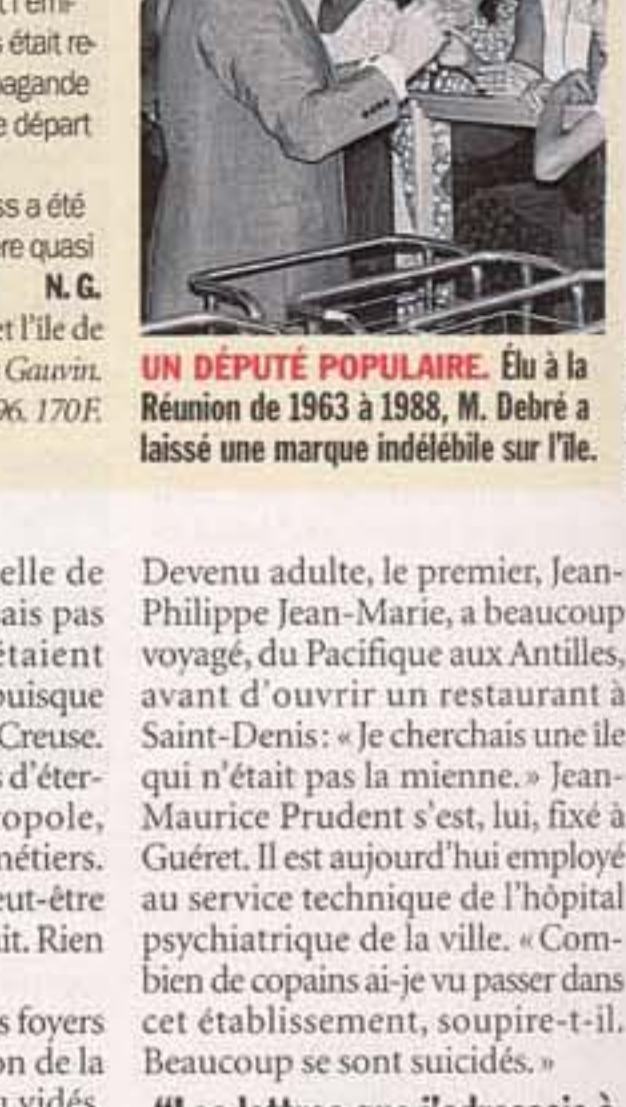 s était re-
pagande
e départ
ss a été
re quasi
N. G.
et l'île de
Gauvin.
96. 170 F.
UN DÉPUTÉ POPULAIRE. Élu à la
Réunion de 1963 à 1988, M. Debré a
laissé une marque indélébile sur l'île.
elle de
ais pas
étaient
puisque
Creuse.
s d'éter-
opole,
métiers.
eut-être
it. Rien
s foyers
on de la
vidés
Devenu adulte, le premier, Jean-
Philippe Jean-Marie, a beaucoup
voyagé, du Pacifique aux Antilles,
avant d'ouvrir un restaurant à
Saint-Denis : « Je cherchais une île
qui n'était pas la mienne. » Jean-
Maurice Prudent s'est, lui, fixé à
Guéret. Il est aujourd'hui employé
au service technique de l'hôpital
psychiatrique de la ville. « Com-
bien de copains ai-je vu passer dans
cet établissement, soupire-t-il.
Beaucoup se sont suicidés. »